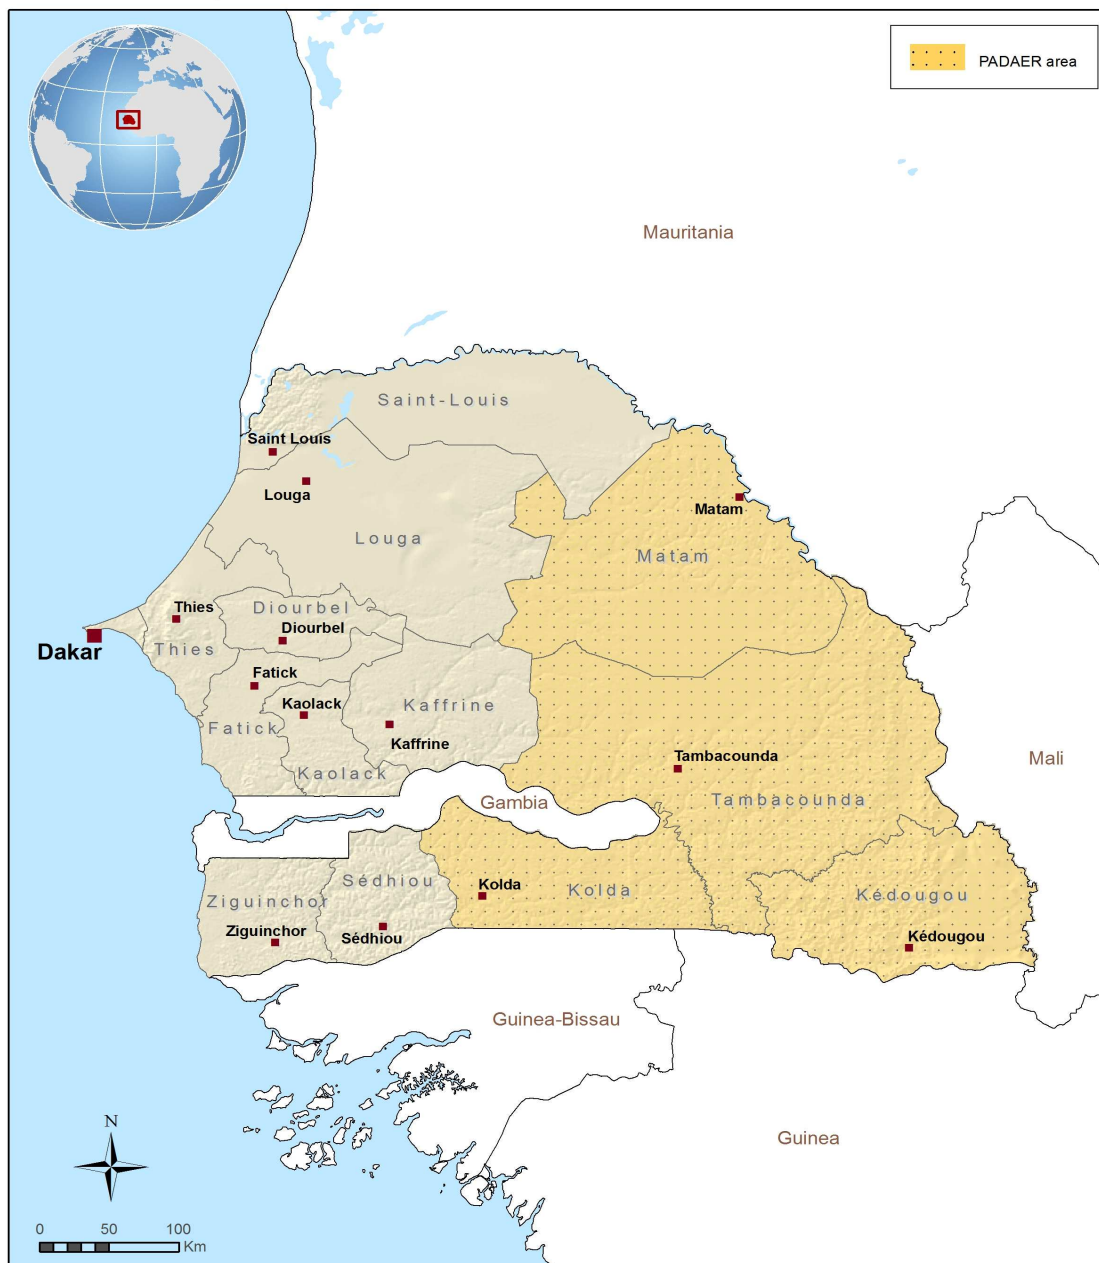 PADAER area
Mauritania
Saint-Louis
Saint Louis
Louga
Matam
Louga
Matam
Thies
Diourbel
Diourbel
Dakar
Thies
Fatick
Kaolack
Kaffrine
Fatick
Kaffrine
Tambacounda
Mali
Kaolack
Gambia
Tambacounda
Sédhiou
Kolda
Kolda
Kédougou
Ziguinchor
Ziguinchor
Sédhiou
Kédougou
Guinea-Bissau
N
Guinea
0 50 100
Km